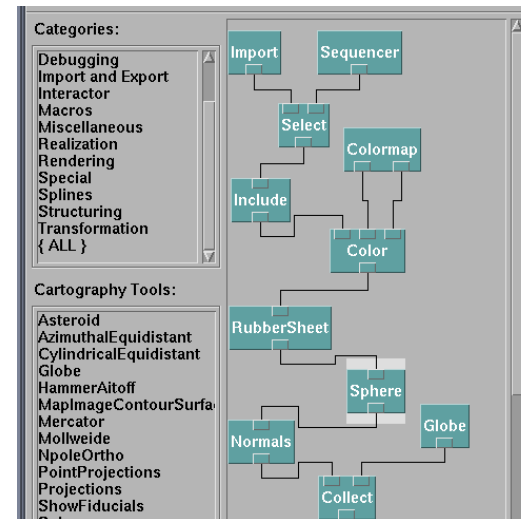 Categories:
Debugging
Import and Export
Interactor
Macros
Miscellaneous
Realization
Rendering
Special
Splines
Structuring
Transformation
{ ALL }
Cartography Tools:
Asteroid
AzimuthalEquidistant
CylindricalEquidistant
Globe
HammerAitoff
MapImageContourSurfa
Mercator
Mollweide
NpoleOrtho
PointProjections
Projections
ShowFiducials
Import
Sequencer
Select
Colormap
Include
Color
RubberSheet
Sphere
Normals
Globe
Collect